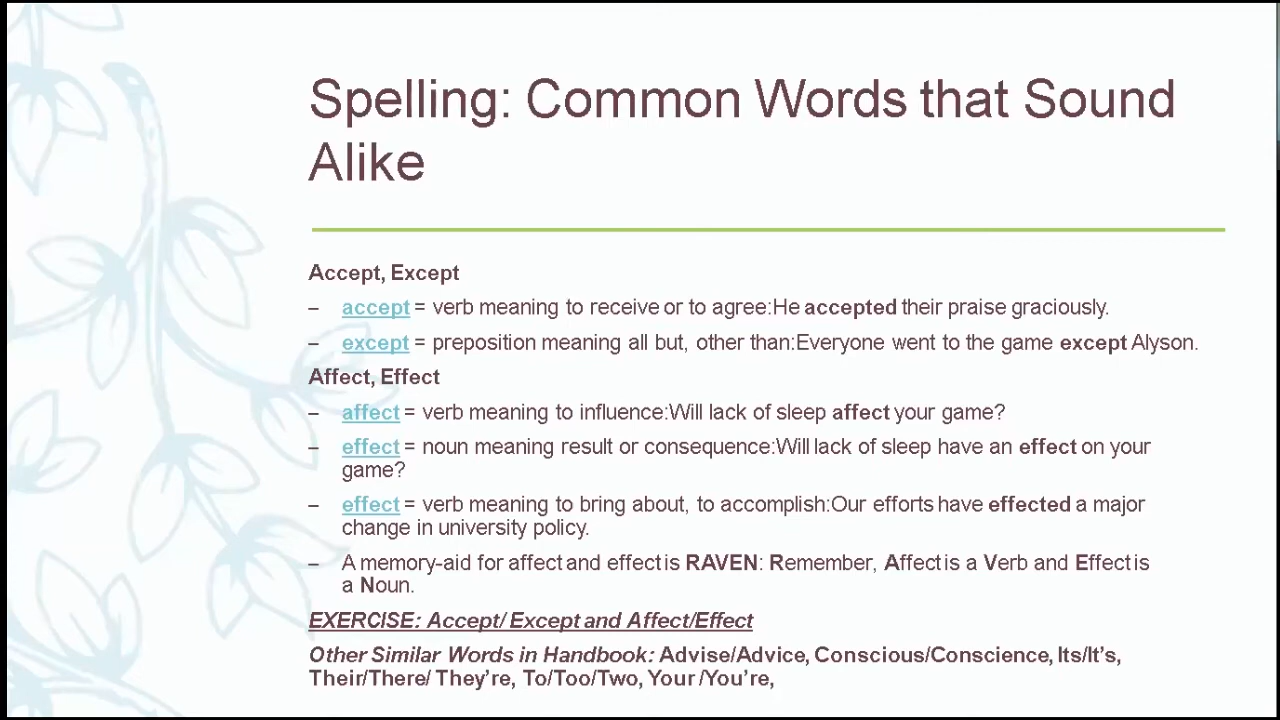 Spelling: Common Words that Sound
Alike
Accept, Except
– accept = verb meaning to receive or to agree:He accepted their praise graciously.
– except = preposition meaning all but, other than:Everyone went to the game except Alyson.
Affect, Effect
– affect = verb meaning to influence:Will lack of sleep affect your game?
– effect = noun meaning result or consequence:Will lack of sleep have an effect on your
game?
– effect = verb meaning to bring about, to accomplish:Our efforts have effected a major
change in university policy.
– A memory-aid for affect and effect is RAVEN: Remember, Affect is a Verb and Effect is
a Noun.
EXERCISE: Accept/ Except and Affect/Effect
Other Similar Words in Handbook: Advise/Advice, Conscious/Conscience, Its/It’s,
Their/There/ They’re, To/Too/Two, Your /You’re,